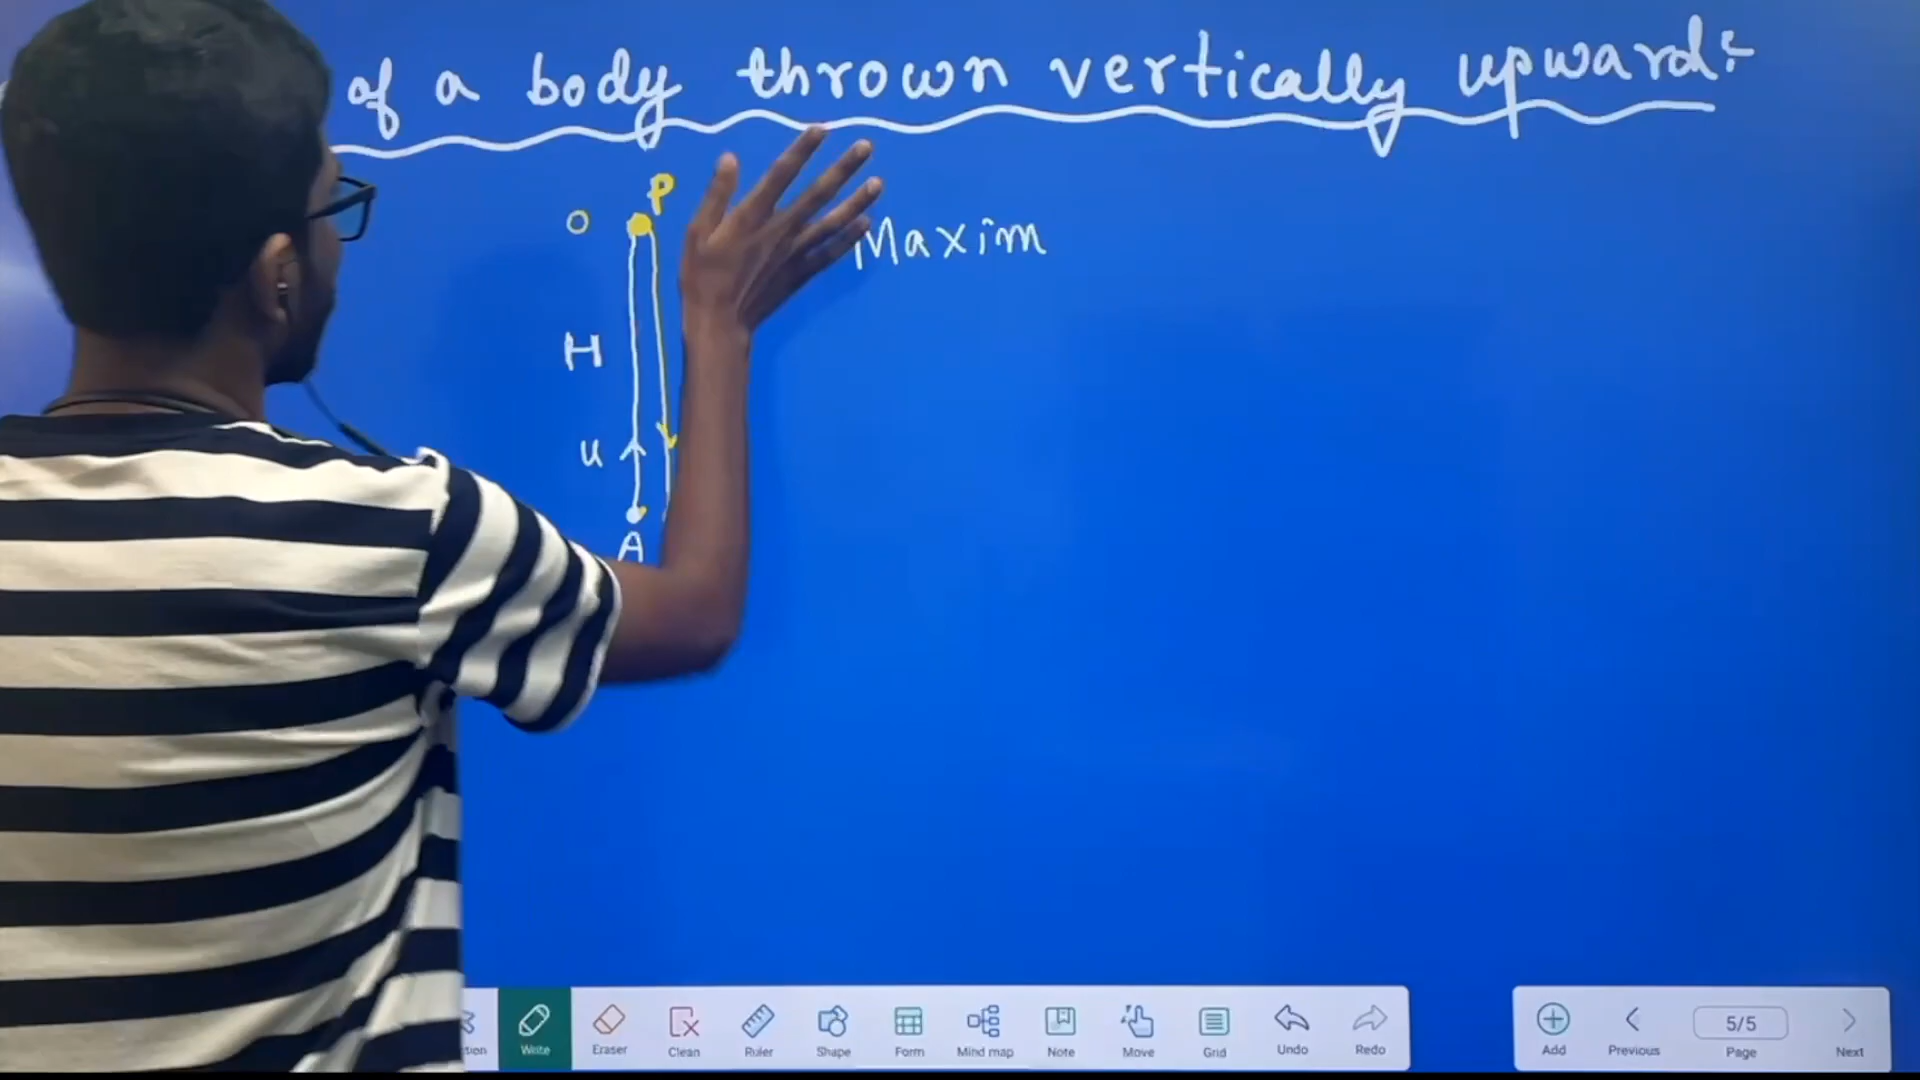 of a body thrown vertically upward:
P
O
Maxim
H
u
A
Write Eraser Clean Ruler Shape Form Mind map Note Move Grid Undo Redo Add Previous 5/5 Page Next